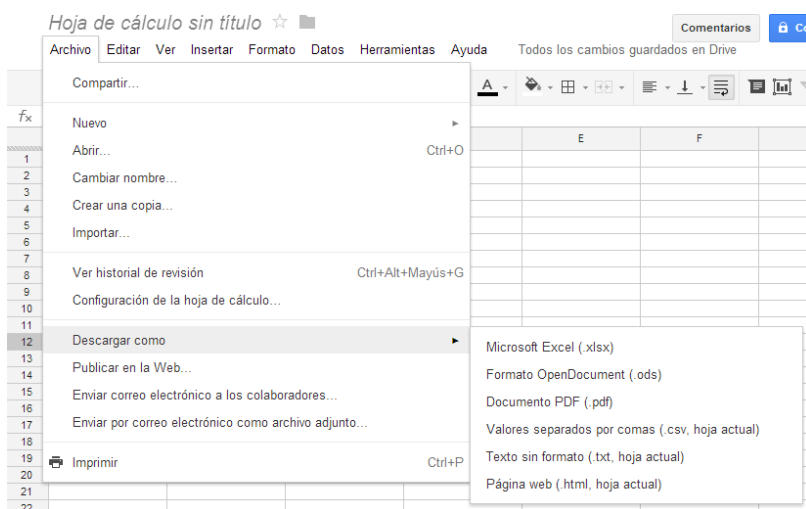 Hoja de cálculo sin título
Comentarios
Archivo Editar Ver Insertar Formato Datos Herramientas Ayuda Todos los cambios guardados en Drive
Compartir...
A
fx
Nuevo
Abrir... Ctrl+O
Cambiar nombre...
Crear una copia...
Importar...
Ver historial de revisión Ctrl+Alt+Mayús+G
Configuración de la hoja de cálculo...
Descargar como
Publicar en la Web...
Enviar correo electrónico a los colaboradores...
Enviar por correo electrónico como archivo adjunto...
Imprimir Ctrl+P
Microsoft Excel (.xlsx)
Formato OpenDocument (.ods)
Documento PDF (.pdf)
Valores separados por comas (.csv, hoja actual)
Texto sin formato (.txt, hoja actual)
Página web (.html, hoja actual)
E F
1
2
3
4
5
6
7
8
9
10
11
12
13
14
15
16
17
18
19
20
21